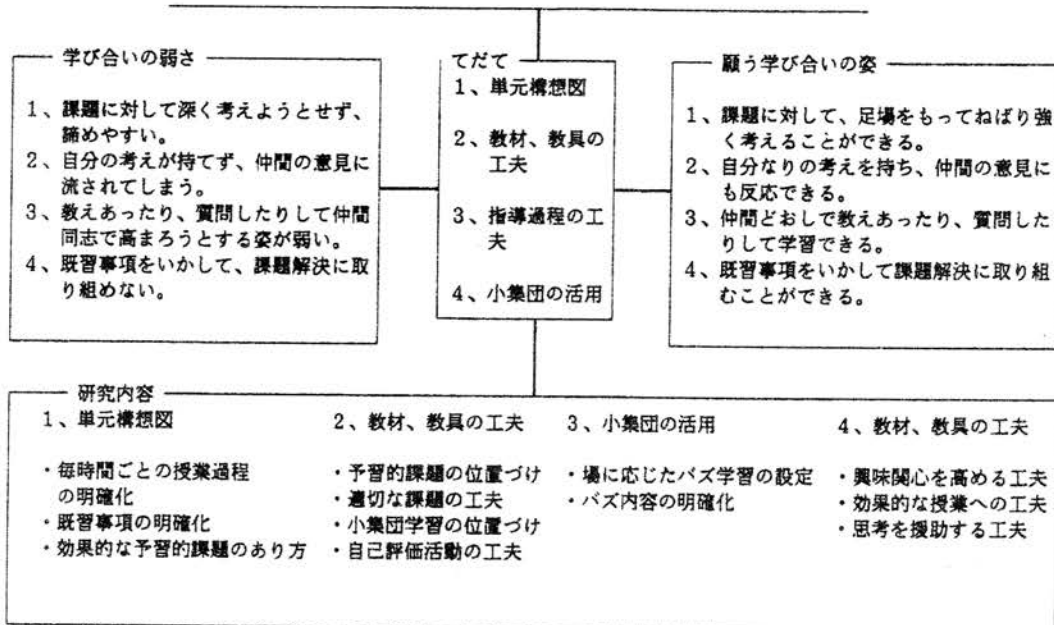 学び合いの弱さ
1、課題に対して深く考えようとせず、
諦めやすい。
2、自分の考えが持てず、仲間の意見に
流されてしまう。
3、教えあったり、質問したりして仲間
同志で高まろうとする姿が弱い。
4、既習事項をいかして、課題解決に取
り組めない。
てだて
1、単元構想図
2、教材、教具の
工夫
3、指導過程の工
夫
4、小集団の活用
願う学び合いの姿
1、課題に対して、足場をもってねばり強
く考えることができる。
2、自分なりの考えを持ち、仲間の意見に
も反応できる。
3、仲間どおしで教えあったり、質問した
りして学習できる。
4、既習事項をいかして課題解決に取り組
むことができる。
研究内容
1、単元構想図
・毎時間ごとの授業過程
の明確化
・既習事項の明確化
・効果的な予習的課題のあり方
2、教材、教具の工夫
・予習的課題の位置づけ
・適切な課題の工夫
・小集団学習の位置づけ
・自己評価活動の工夫
3、小集団の活用
・場に応じたバズ学習の設定
・バズ内容の明確化
4、教材、教具の工夫
・興味関心を高める工夫
・効果的な授業への工夫
・思考を援助する工夫